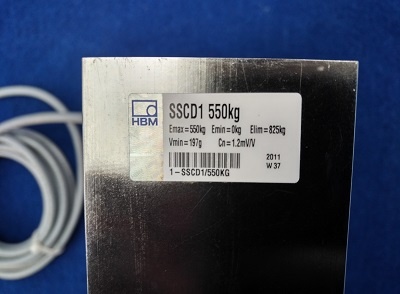 HBM
SSCD1 550kg
Emax=550kg Emin=0kg Elim=825kg
Vmin=197g Cn=1.2mV/V
2011
W 37
1-SSCD1/550KG